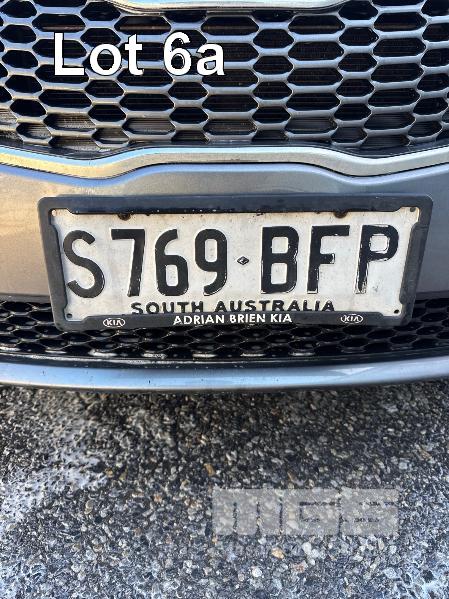 Lot 6a
S769·BFP
SOUTH AUSTRALIA
KIA ADRIAN BRIEN KIA KIA